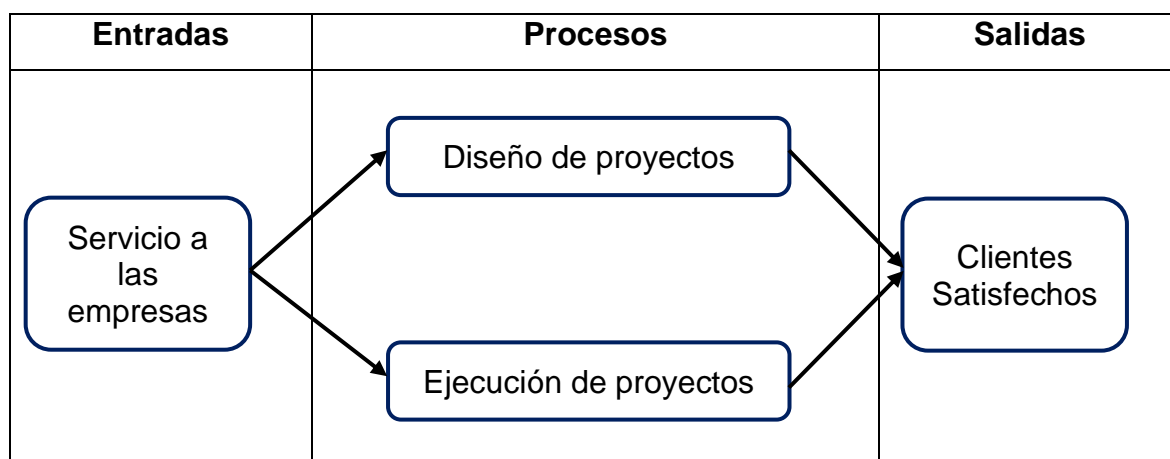 Entradas
Procesos
Salidas
Servicio a
las
empresas
Diseño de proyectos
Ejecución de proyectos
Clientes
Satisfechos